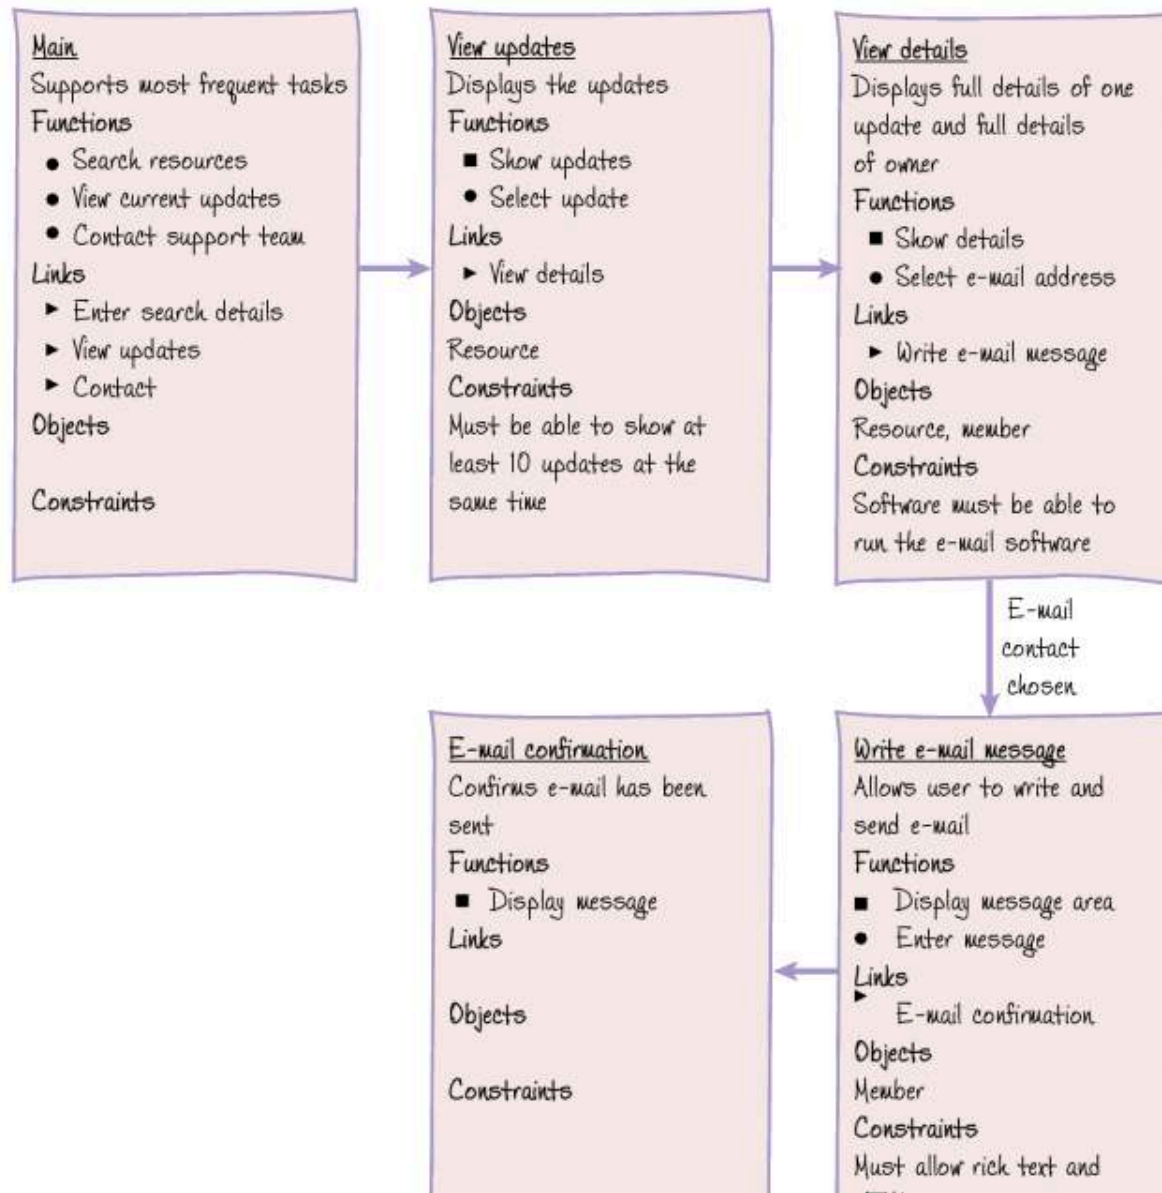 Main
Supports most frequent tasks
Functions
● Search resources
● View current updates
● Contact support team
Links
► Enter search details
► View updates
► Contact
Objects
Constraints
View updates
Displays the updates
Functions
■ Show updates
● Select update
Links
► View details
Objects
Resource
Constraints
Must be able to show at
least 10 updates at the
same time
View details
Displays full details of one
update and full details
of owner
Functions
■ Show details
● Select e-mail address
Links
► Write e-mail message
Objects
Resource, member
Constraints
Software must be able to
run the e-mail software
E-mail
contact
chosen
E-mail confirmation
Confirms e-mail has been
sent
Functions
■ Display message
Links
Objects
Constraints
Write e-mail message
Allows user to write and
send e-mail
Functions
■ Display message area
● Enter message
Links
► E-mail confirmation
Objects
Member
Constraints
Must allow rich text and